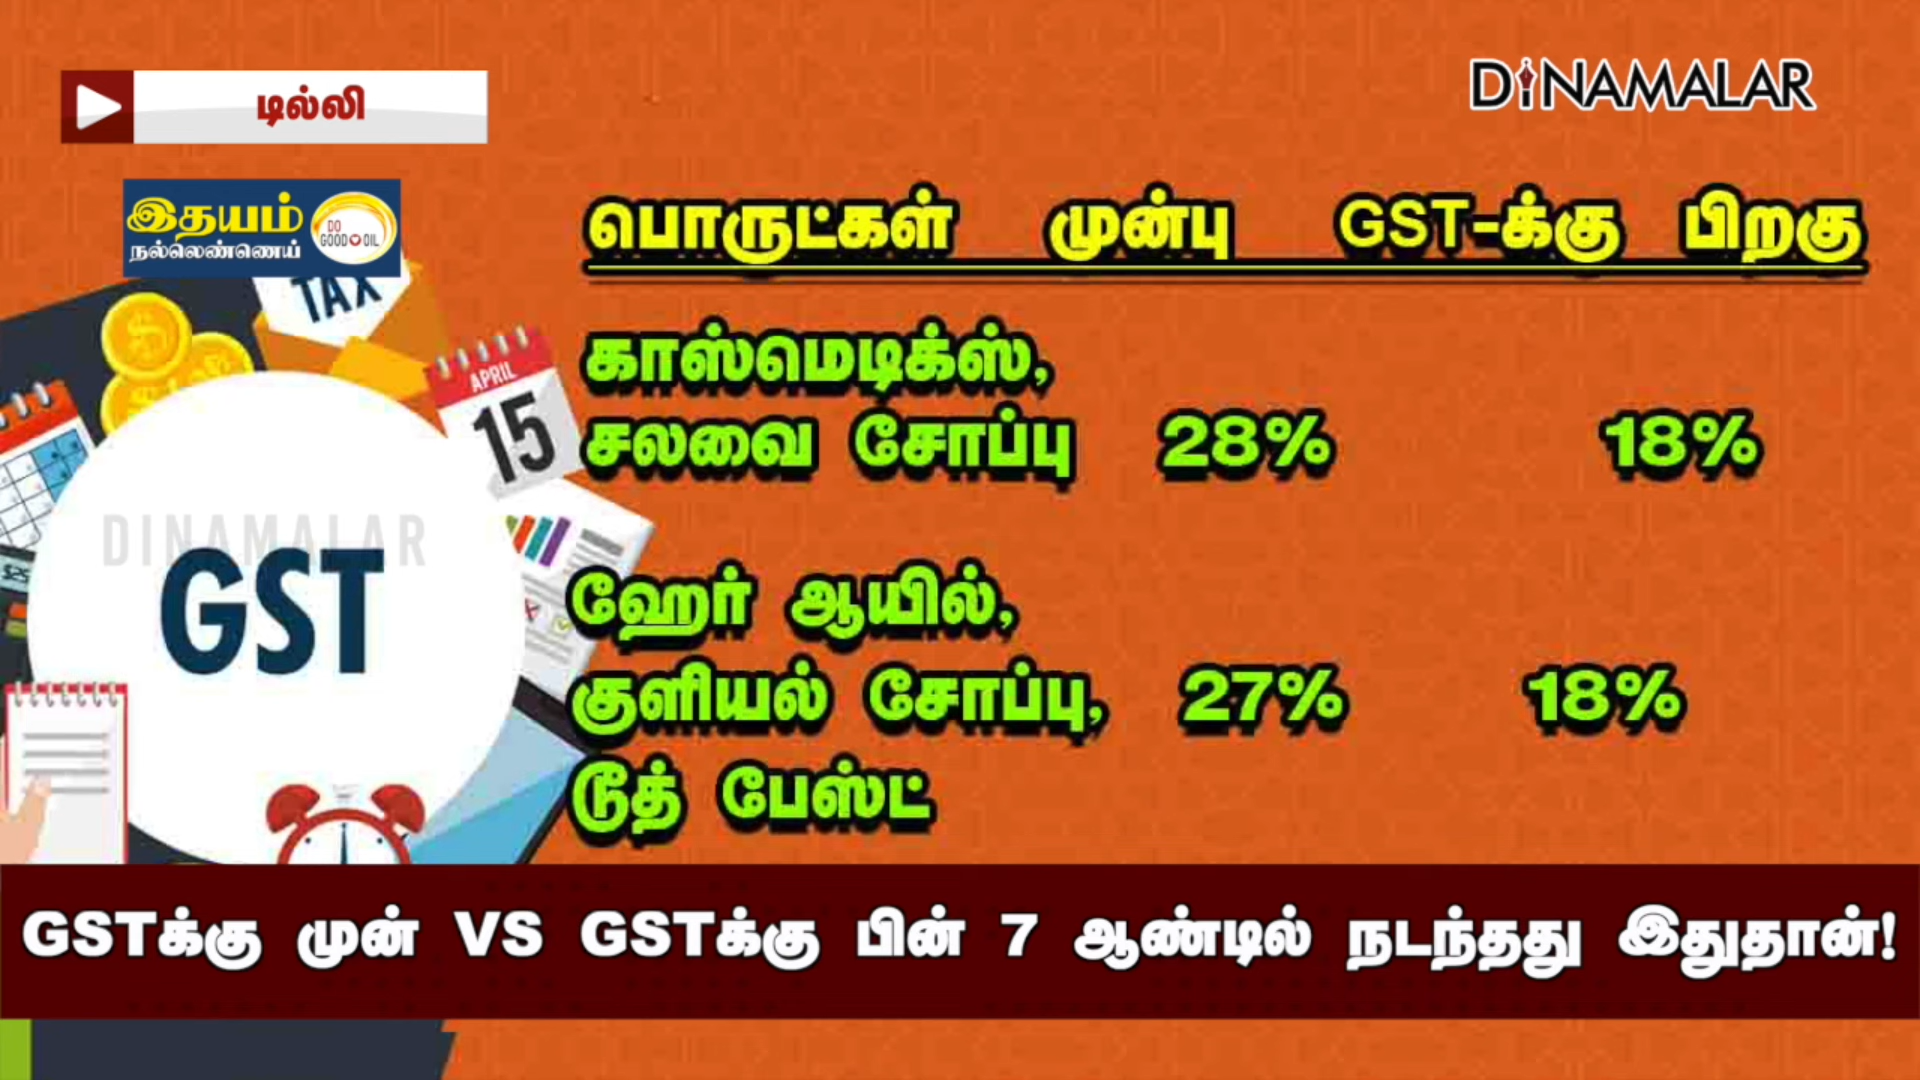 டில்லி
DINAMALAR
இதயம்
நல்லெண்ணெய்
DO
GOOD OIL
TAX
பொருட்கள் முன்பு GST-க்கு பிறகு
APRIL
15
காஸ்மெடிக்ஸ்,
சலவை சோப்பு 28% 18%
DINAMALAR
GST
$25
ஹேர் ஆயில்,
குளியல் சோப்பு, 27% 18%
டூத் பேஸ்ட்
GSTக்கு முன் VS GSTக்கு பின் 7 ஆண்டில் நடந்தது இதுதான்!